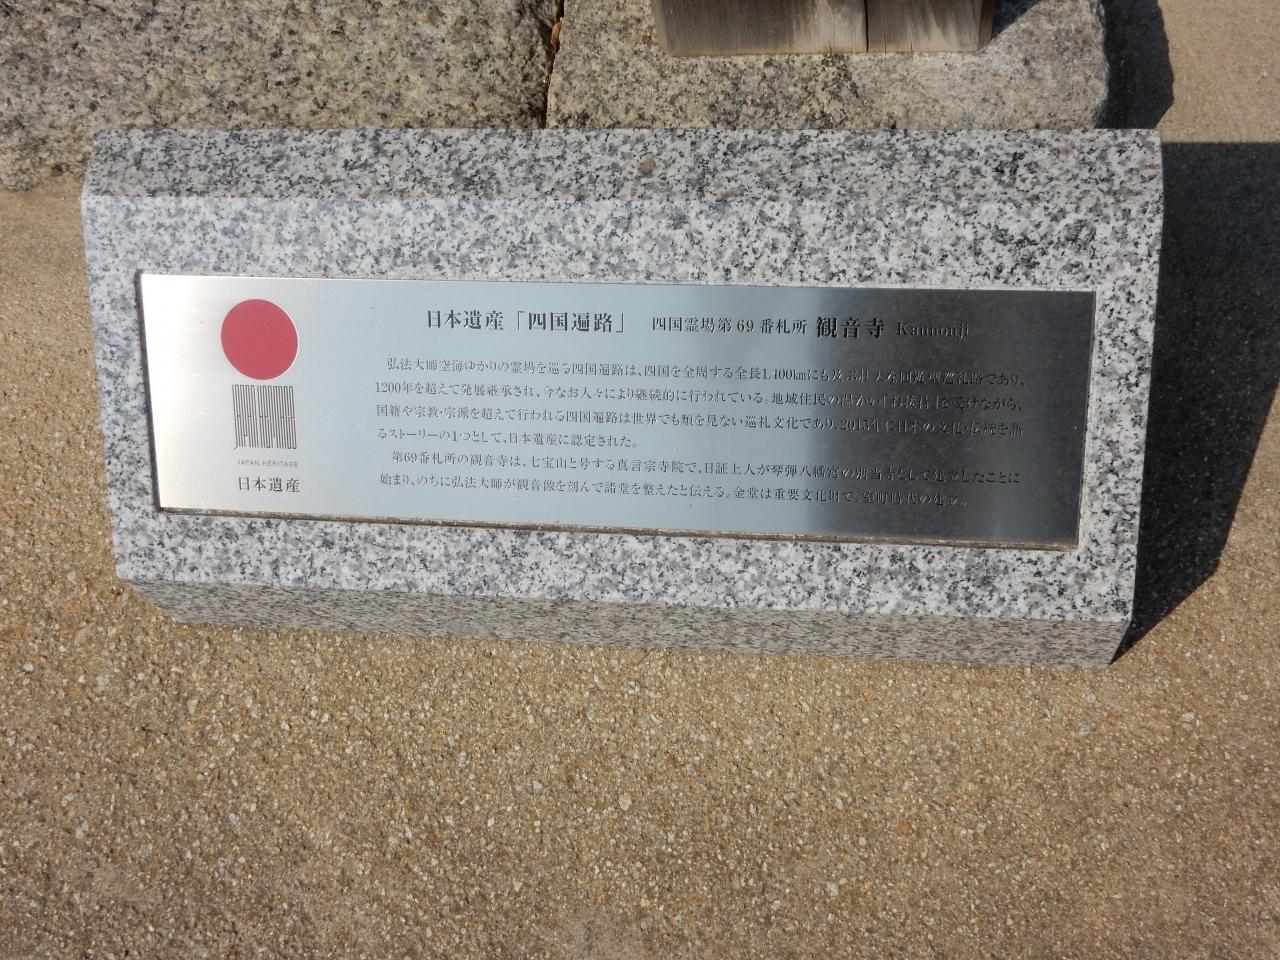 日本遺産「四国遍路」 四国霊場第69番札所 観音寺 Kannonji
弘法大師空海ゆかりの霊場を巡る四国遍路は、四国を全周する全長1,400kmにも及ぶ壮大な回遊型巡礼路であり、
1200年を超えて発展継承され、今なお人々により継続的に行われている。地域住民の温かい「お接待」を受けながら、
国籍や宗教・宗派を超えて行われる四国遍路は世界でも類を見ない巡礼文化であり、2015年に日本の文化・伝統を語
るストーリーの1つとして、日本遺産に認定された。
第69番札所の観音寺は、七宝山と号する真言宗寺院で、日証上人が琴弾八幡宮の別当寺として建立したことに
始まり、のちに弘法大師が観音像を刻んで諸堂を整えたと伝える。金堂は重要文化財で、室町時代の建立。
JAPAN HERITAGE
日本遺産